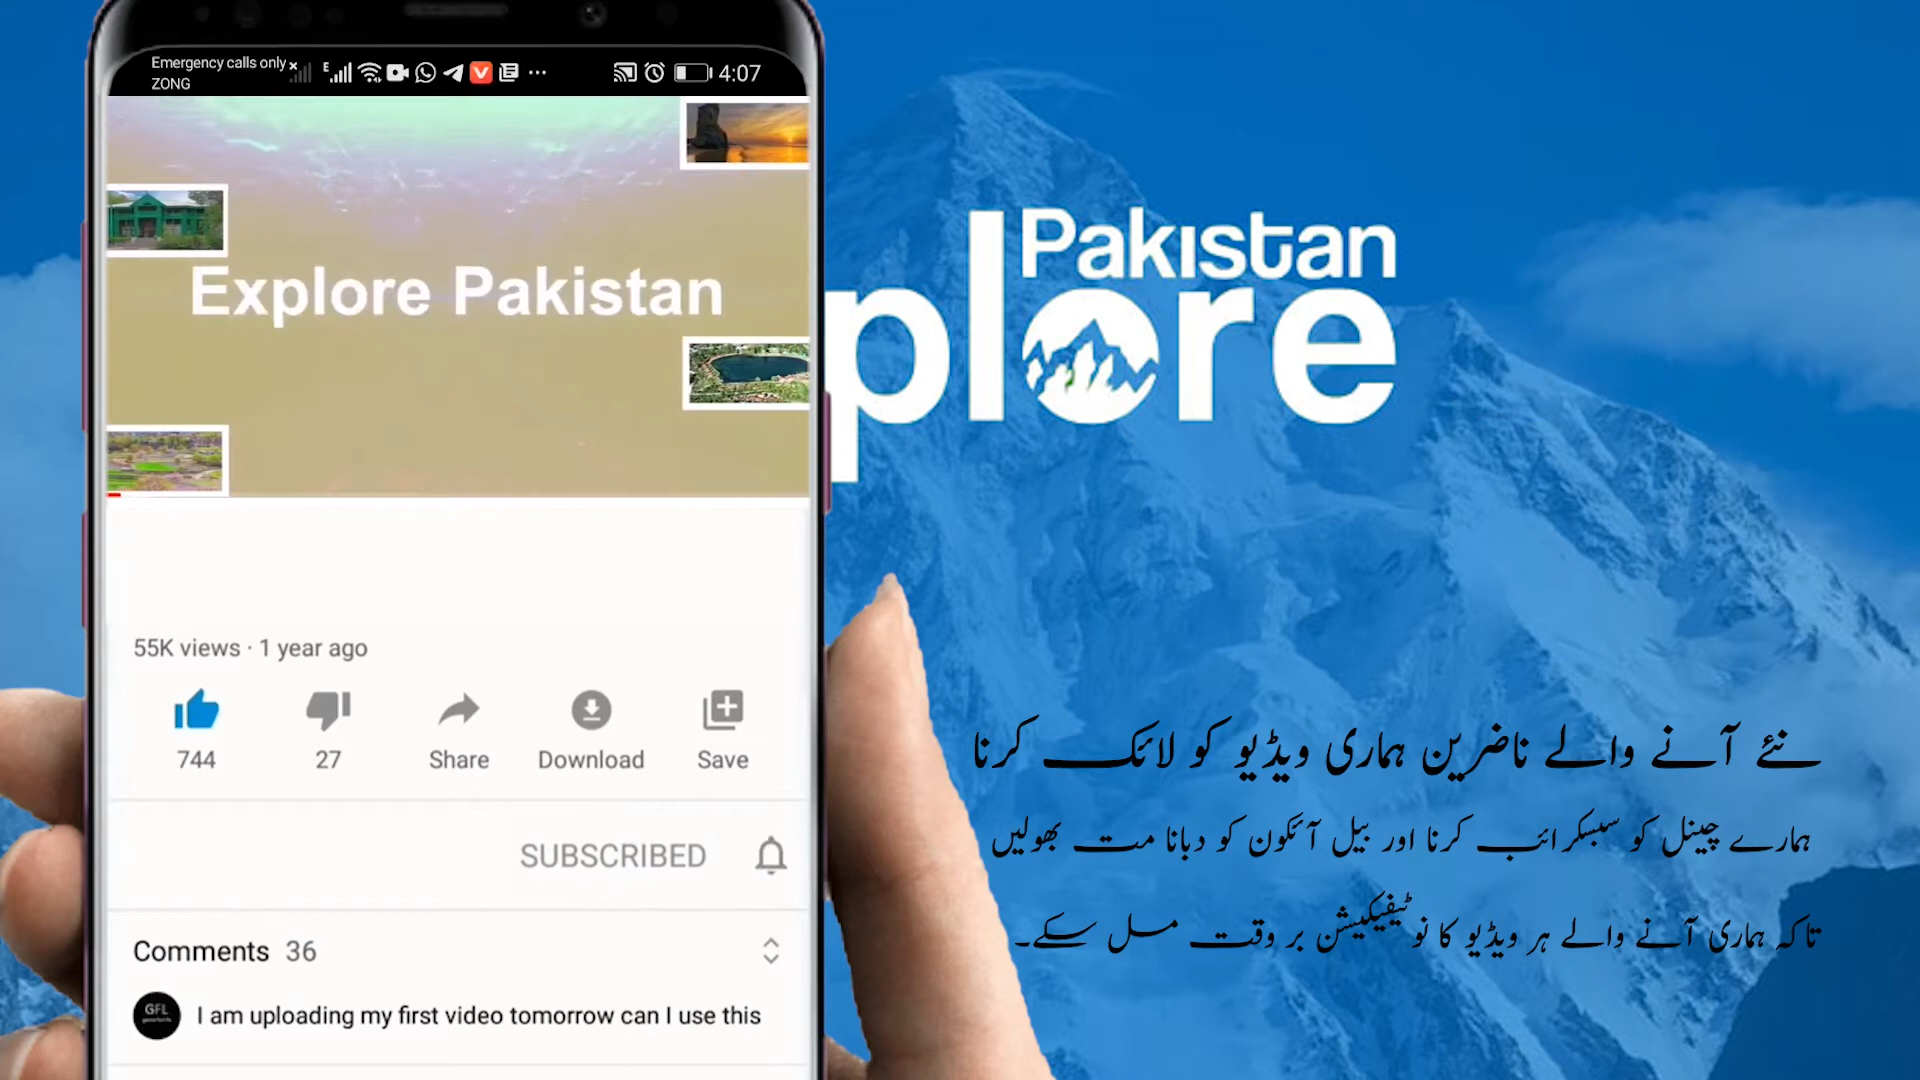 Emergency calls only
ZONG
4:07
Explore Pakistan
55K views · 1 year ago
744
27
Share
Download
Save
SUBSCRIBED
Comments 36
GFL
I am uploading my first video tomorrow can I use this
Pakistan
plore
نئے آنے والے ناضرین ہماری ویڈیو کو لائک کرنا
ہمارے چینل کو سبسکرائب کرنا اور بیل آئکون کو دبانا مت بھولیں
تاکہ ہماری آنے والے ہر ویڈیو کا نوٹیفیکیشن بر وقت مل سکے۔